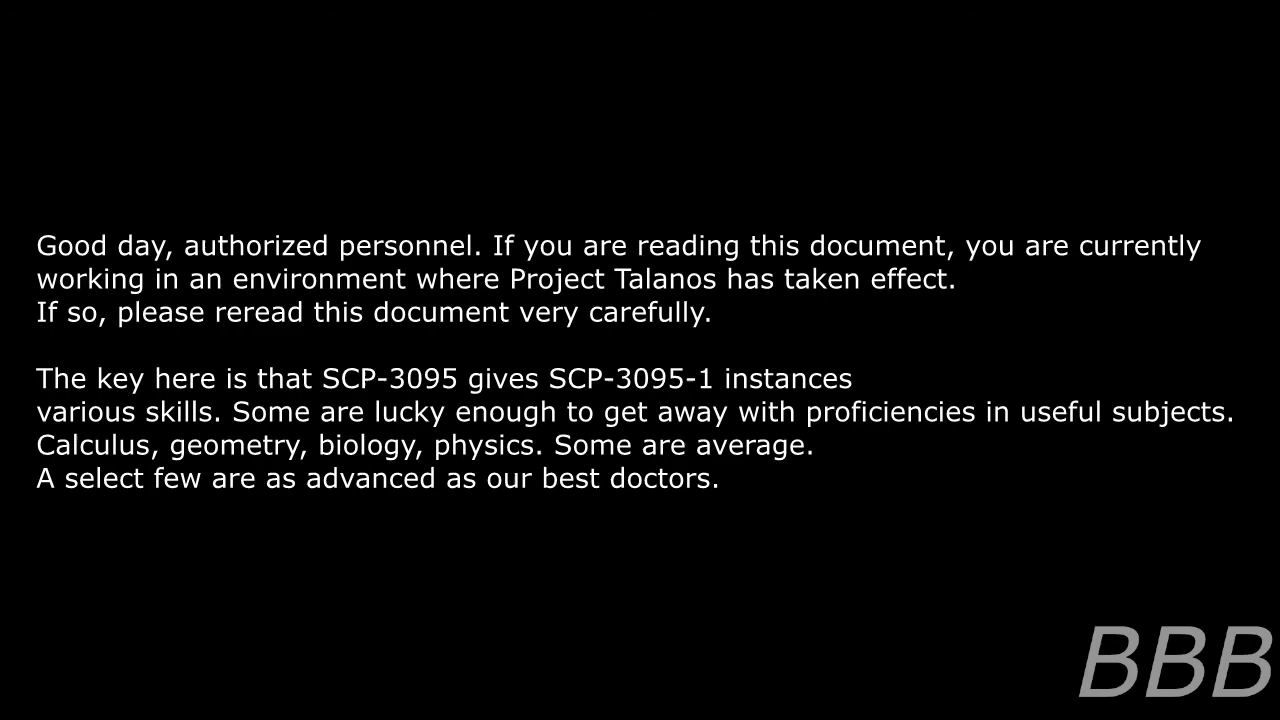 Good day, authorized personnel. If you are reading this document, you are currently
working in an environment where Project Talanos has taken effect.
If so, please reread this document very carefully.
The key here is that SCP-3095 gives SCP-3095-1 instances
various skills. Some are lucky enough to get away with proficiencies in useful subjects.
Calculus, geometry, biology, physics. Some are average.
A select few are as advanced as our best doctors.
BBB